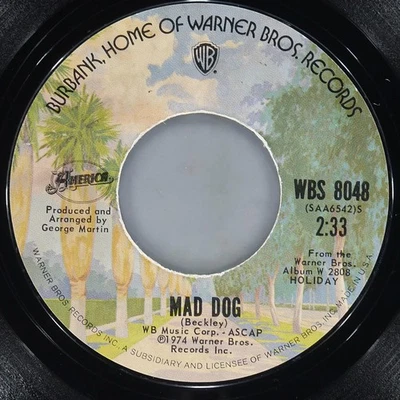 BURBANK, HOME OF WARNER BROS. RECORDS
WB
AMERICA
Produced and
Arranged by
George Martin
WBS 8048
(SAA6542)S
2:33
From the
Warner Bros.
Album W 2808
HOLIDAY
MAD DOG
(Beckley)
WB Music Corp. - ASCAP
℗1974 Warner Bros.
Records Inc.
WARNER BROS. RECORDS INC., A SUBSIDIARY AND LICENSEE OF WARNER BROS. INC. MADE IN U.S.A.